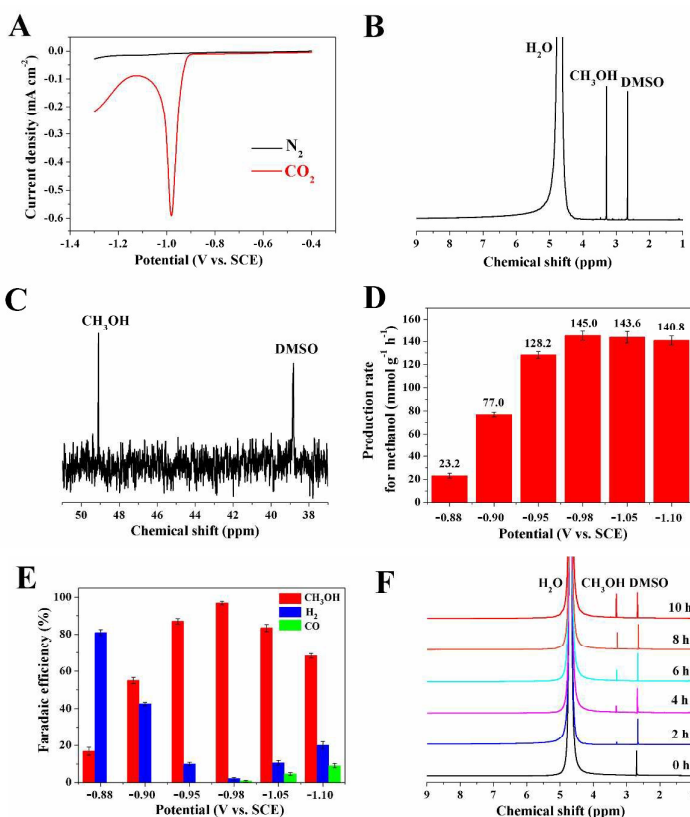 A
0.0
-0.1
-0.2
-0.3
-0.4
-0.5
-0.6
Current density (mA cm⁻²)
N₂
CO₂
-1.4 -1.2 -1.0 -0.8 -0.6 -0.4
Potential (V vs. SCE)
B
H₂O
CH₃OH
DMSO
9 8 7 6 5 4 3 2 1
Chemical shift (ppm)
C
CH₃OH
DMSO
50 48 46 44 42 40 38
Chemical shift (ppm)
D
160
140
120
100
80
60
40
20
0
Production rate
for methanol (mmol g⁻¹ h⁻¹)
23.2
77.0
128.2
145.0
143.6
140.8
-0.88 -0.90 -0.95 -0.98 -1.05 -1.10
Potential (V vs. SCE)
E
100
80
60
40
20
0
Faradaic efficiency (%)
CH₃OH
H₂
CO
-0.88 -0.90 -0.95 -0.98 -1.05 -1.10
Potential (V vs. SCE)
F
H₂O CH₃OH DMSO
10 h
8 h
6 h
4 h
2 h
0 h
9 8 7 6 5 4 3 2 1
Chemical shift (ppm)